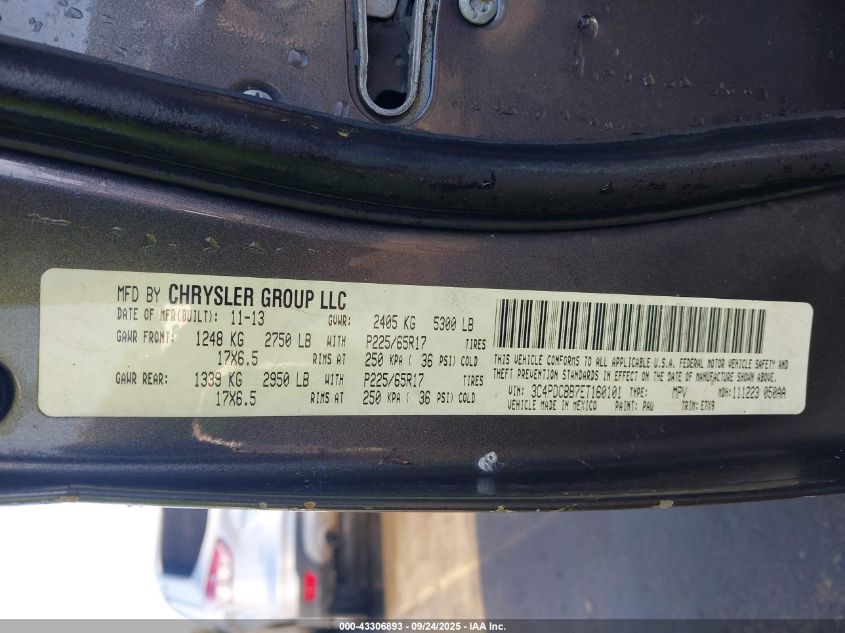 MFD BY CHRYSLER GROUP LLC
DATE OF MFR(BUILT): 11-13 GVWR: 2405 KG 5300 LB
GAWR FRONT: 1248 KG 2750 LB WITH P225/65R17 TIRES
17X6.5 RIMS AT 250 KPA ( 36 PSI) COLD
GAWR REAR: 1339 KG 2950 LB WITH P225/65R17 TIRES
17X6.5 RIMS AT 250 KPA ( 36 PSI) COLD
THIS VEHICLE CONFORMS TO ALL APPLICABLE U.S.A. FEDERAL MOTOR VEHICLE SAFETY AND
THEFT PREVENTION STANDARDS IN EFFECT ON THE DATE OF MANUFACTURE SHOWN ABOVE.
VIN: 3C4PDCBB7ET160101 TYPE: MPV MDH: 111223 050AA
VEHICLE MADE IN MEXICO PAINT: PAU TRIM: E7X9
000-43306893 - 09/24/2025 - IAA Inc.